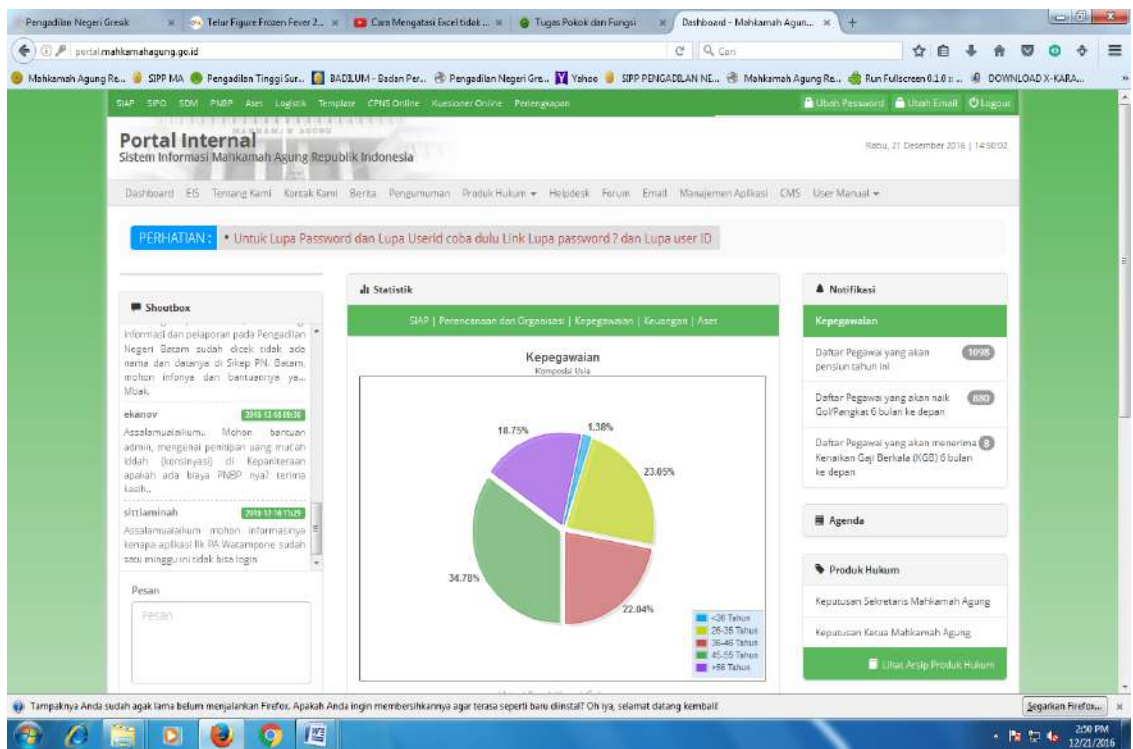 Pengadilan Negeri Gresik
Telur Figure Frozen Fever 2...
Cara Mengatasi Excel tidak ...
Tugas Pokok dan Fungsi
Dashboard - Mahkamah Agun...
portal.mahkamahagung.go.id
Cari
Mahkamah Agung Re...
SIPP MA
Pengadilan Tinggi Sur...
BADILUM - Badan Per...
Pengadilan Negeri Gre...
Yahoo
SIPP PENGADILAN NE...
Mahkamah Agung Re...
Run Fullscreen 0.1.0 :: ...
DOWNLOAD X-KARA...
SIAP SIPO SDM PNBP Aset Logistik Template CPNS Online Kuesioner Online Perlengkapan
Ubah Password
Ubah Email
Logout
MAHKAMAH AGUNG
Portal Internal
Sistem Informasi Mahkamah Agung Republik Indonesia
Rabu, 21 Desember 2016 | 14:50:02
Dashboard EIS Tentang Kami Kontak Kami Berita Pengumuman Produk Hukum Helpdesk Forum Email Manajemen Aplikasi CMS User Manual
PERHATIAN :
• Untuk Lupa Password dan Lupa Userid coba dulu Link Lupa password ? dan Lupa user ID
Shoutbox
informasi dan pelaporan pada Pengadilan
Negeri Batam sudah dicek tidak ada
nama dan datanya di Sikep PN. Batam,
mohon infonya dan bantuannya ya...
Mbak.
ekanov
Assalamualaikum.. Mohon bantuan
admin, mengenai penitipan uang mut'ah
iddah (konsinyasi) di Kepaniteraan
apakah ada biaya PNBP nya? terima
kasih..
sittiaminah
Assalamualaikum mohon informasinya
kenapa aplikasi llk PA Watampone sudah
satu minggu ini tidak bisa login
Pesan
Pesan
Statistik
SIAP | Perencanaan dan Organisasi | Kepegawaian | Keuangan | Aset
Kepegawaian
Komposisi Usia
18.75%
1.38%
23.05%
34.78%
22.04%
<26 Tahun
26-35 Tahun
36-46 Tahun
45-55 Tahun
>56 Tahun
Notifikasi
Kepegawaian
Daftar Pegawai yang akan
pensiun tahun ini
1098
Daftar Pegawai yang akan naik
Gol/Pangkat 6 bulan ke depan
880
Daftar Pegawai yang akan menerima
Kenaikan Gaji Berkala (KGB) 6 bulan
ke depan
Agenda
Produk Hukum
Keputusan Sekretaris Mahkamah Agung
Keputusan Ketua Mahkamah Agung
Lihat Arsip Produk Hukum
Tampaknya Anda sudah agak lama belum menjalankan Firefox. Apakah Anda ingin membersihkannya agar terasa seperti baru diinstal? Oh iya, selamat datang kembali!
Segarkan Firefox...
2:50 PM
12/21/2016